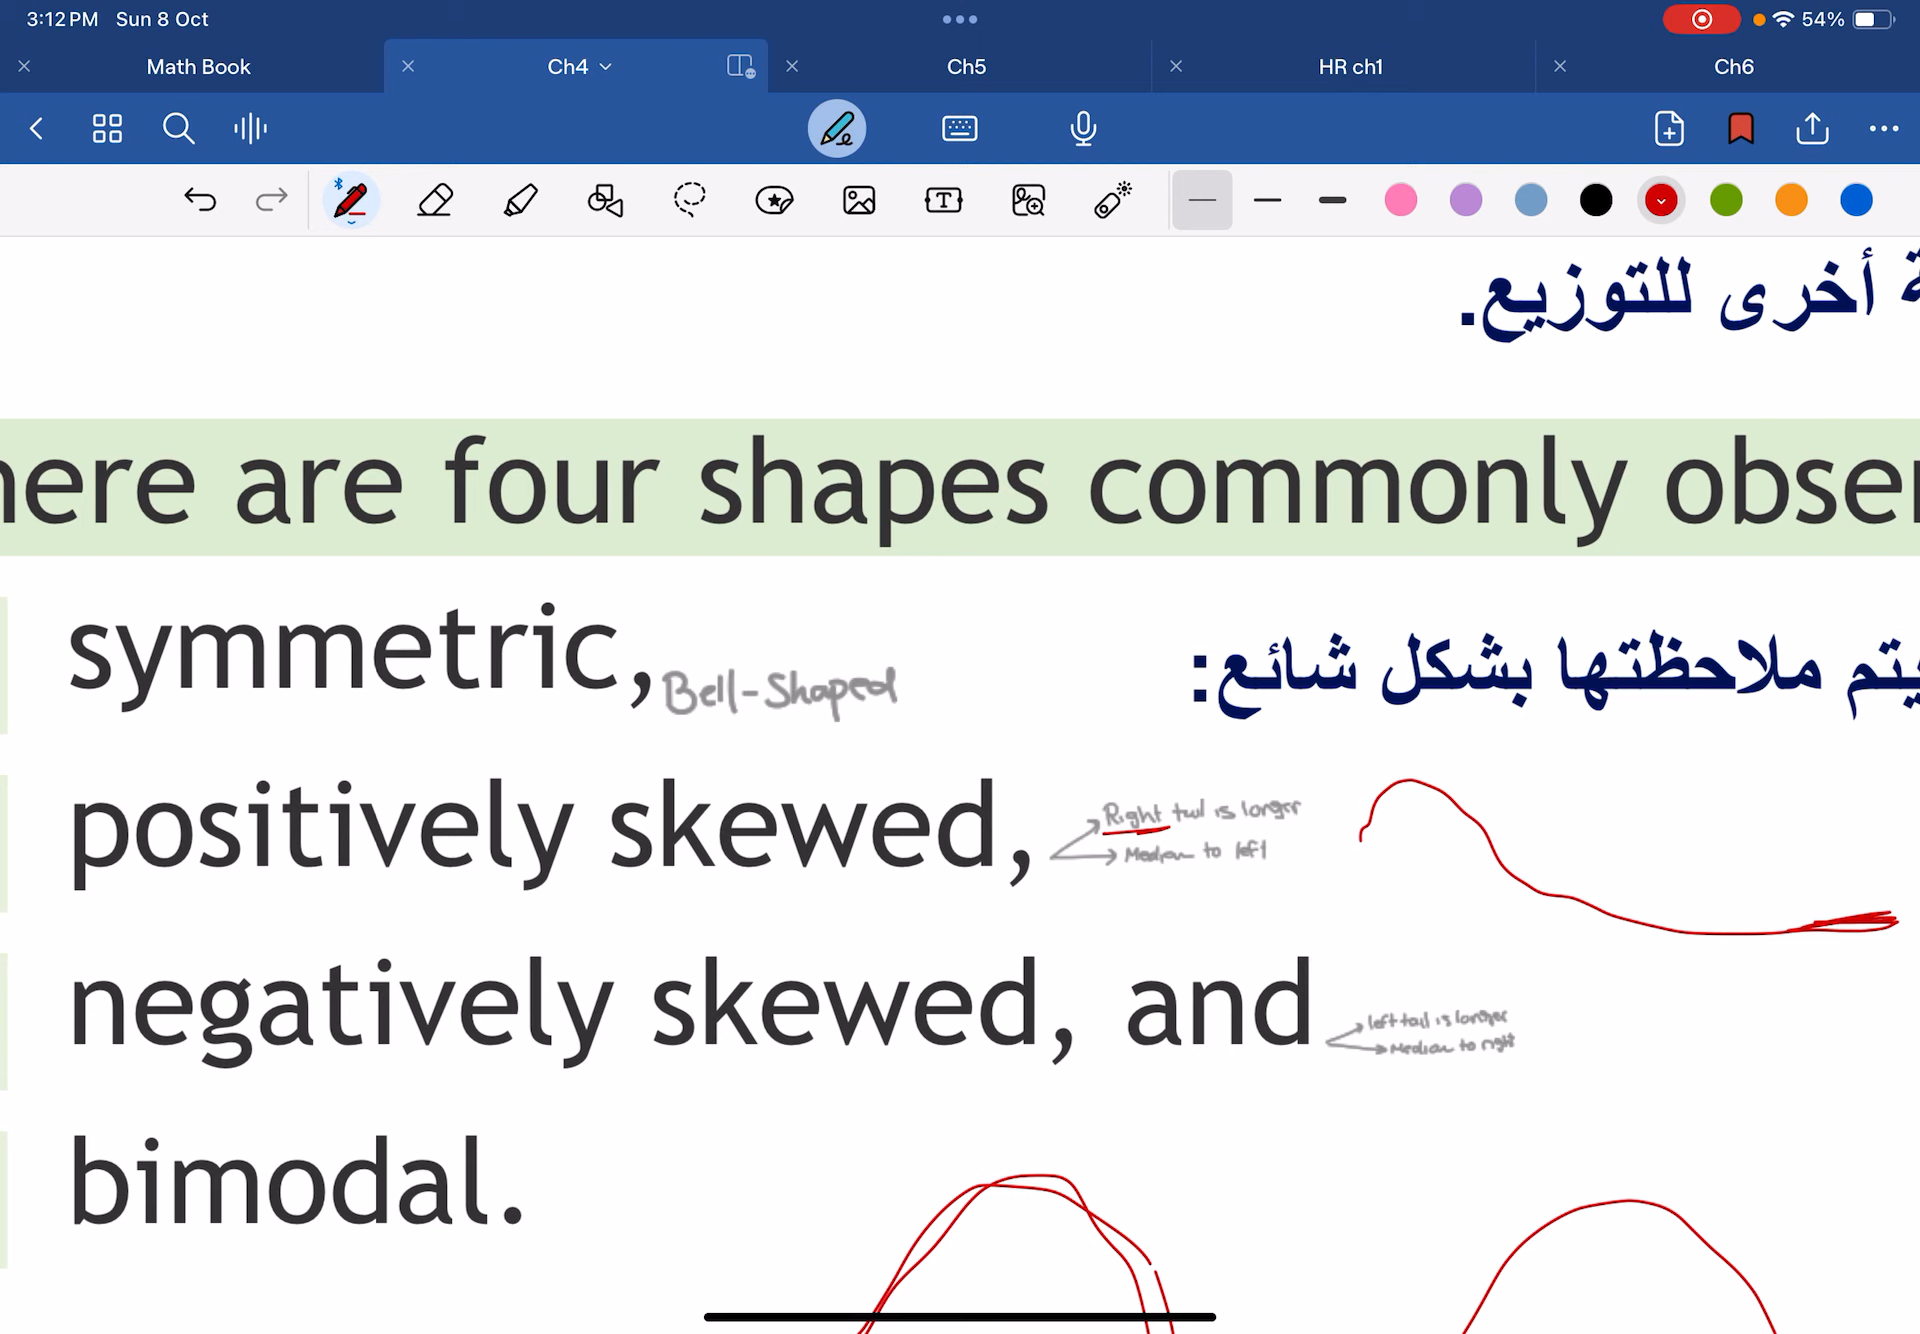 3:12 PM Sun 8 Oct
54%
Math Book
Ch4
Ch5
HR ch1
Ch6
أخرى للتوزيع.
here are four shapes commonly obser
symmetric, Bell-Shaped
يتم ملاحظتها بشكل شائع:
positively skewed,
Right tail is longer
Median to left
negatively skewed, and
left tail is longer
Median to right
bimodal.